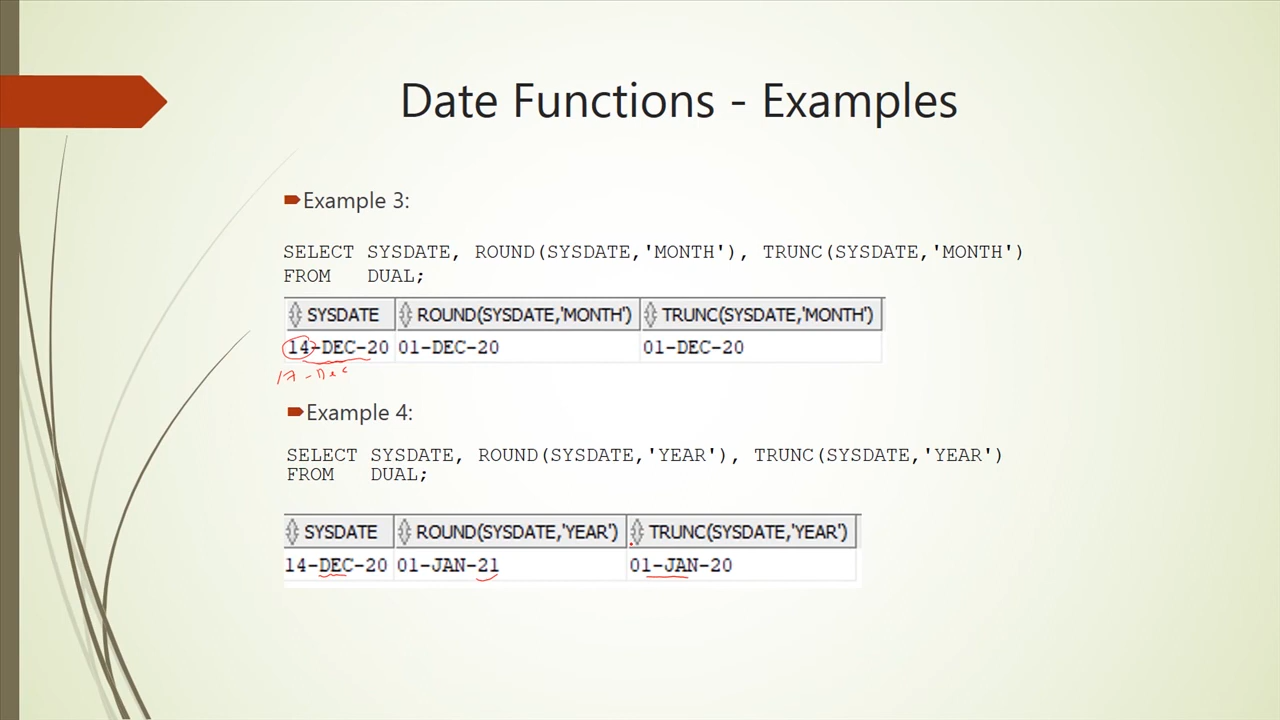 Date Functions - Examples
Example 3:
SELECT SYSDATE, ROUND(SYSDATE,'MONTH'), TRUNC(SYSDATE,'MONTH')
FROM DUAL;
SYSDATE ROUND(SYSDATE,'MONTH') TRUNC(SYSDATE,'MONTH')
14-DEC-20 01-DEC-20 01-DEC-20
17-Dec
Example 4:
SELECT SYSDATE, ROUND(SYSDATE,'YEAR'), TRUNC(SYSDATE,'YEAR')
FROM DUAL;
SYSDATE ROUND(SYSDATE,'YEAR') TRUNC(SYSDATE,'YEAR')
14-DEC-20 01-JAN-21 01-JAN-20